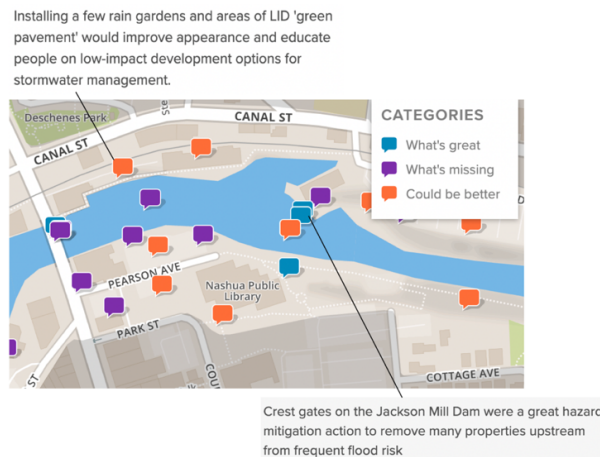 Installing a few rain gardens and areas of LID 'green
pavement' would improve appearance and educate
people on low-impact development options for
stormwater management.
Deschenes Park
CANAL ST
CANAL ST
CATEGORIES
What's great
What's missing
Could be better
PEARSON AVE
Nashua Public
Library
PARK ST
COU
ST
COTTAGE AVE
Crest gates on the Jackson Mill Dam were a great hazard
mitigation action to remove many properties upstream
from frequent flood risk